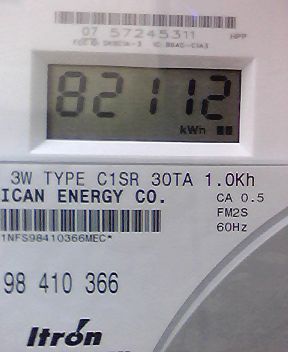 07 57245311 HPP
82112
kWh
3W TYPE C1SR 30TA 1.0Kh
ICAN ENERGY CO. CA 0.5
FM2S
1NFS98410366MEC* 60Hz
98 410 366
Itron